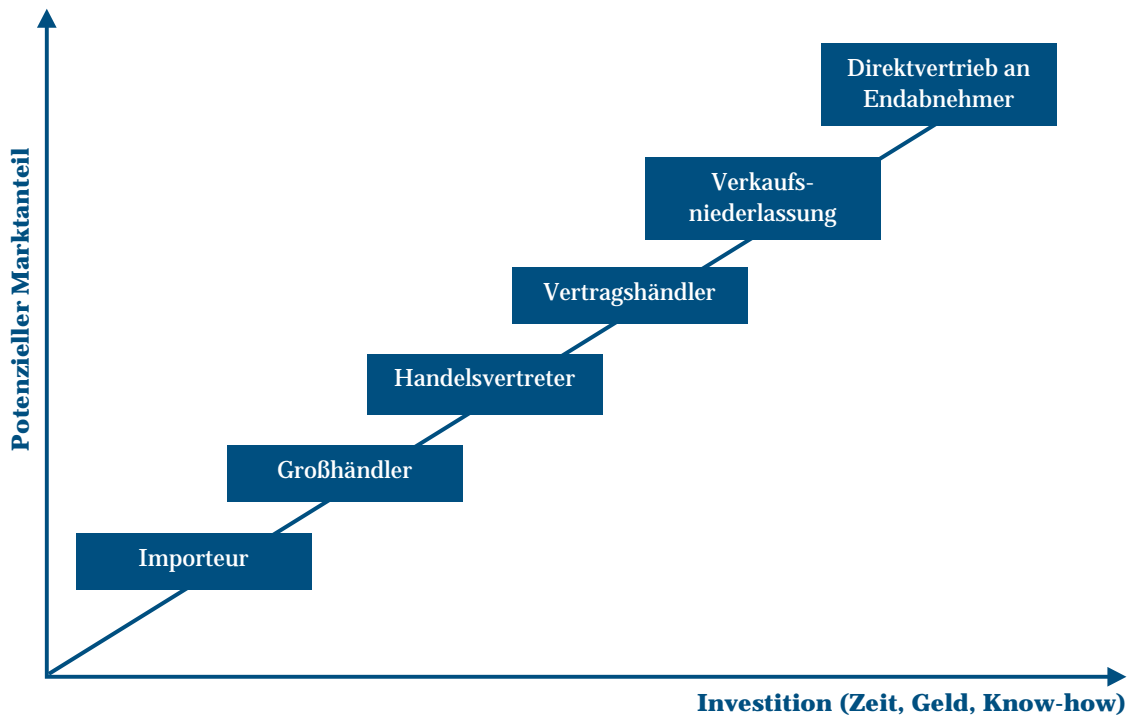 Direktvertrieb an
Endabnehmer
Verkaufs-
niederlassung
Vertragshändler
Handelsvertreter
Großhändler
Importeur
Potenzieller Marktanteil
Investition (Zeit, Geld, Know-how)